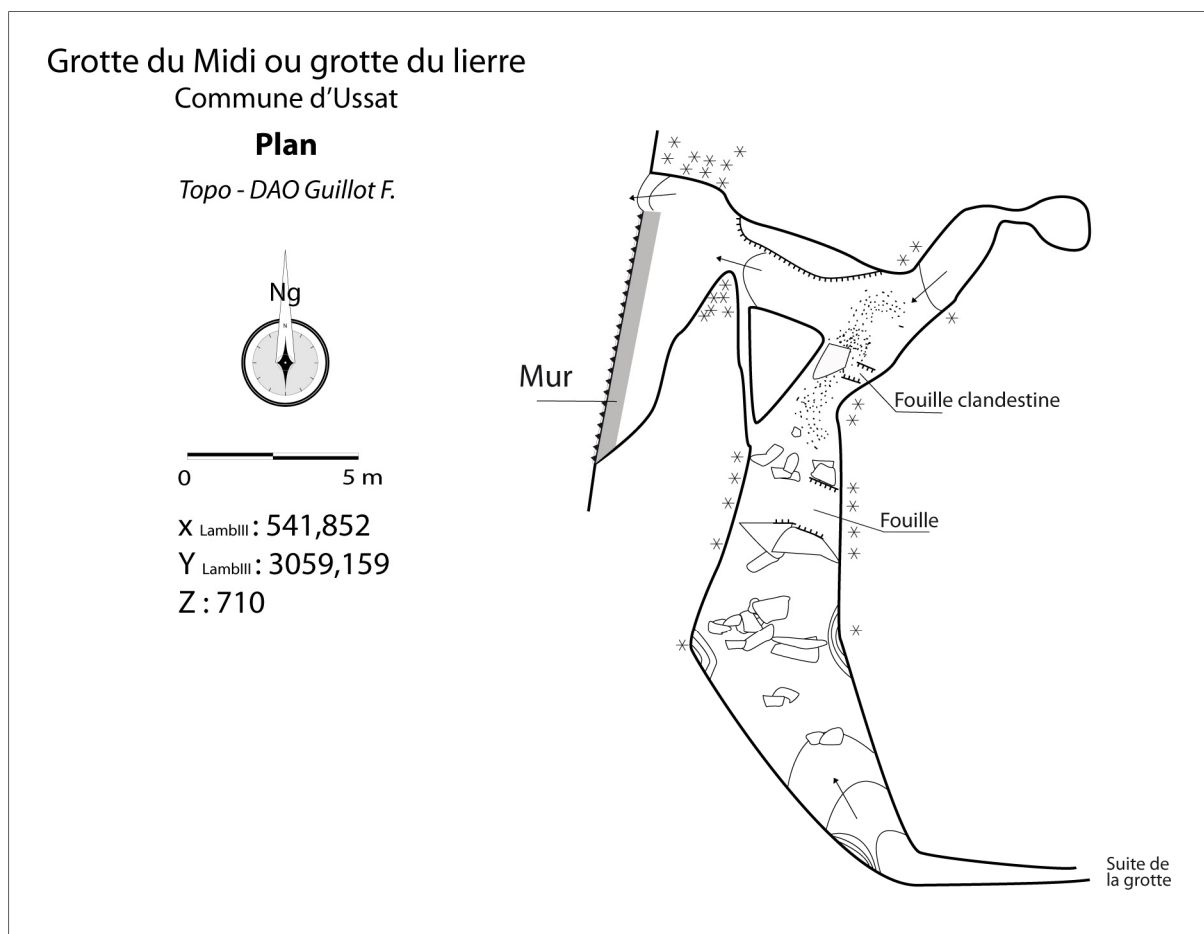 Grotte du Midi ou grotte du lierre
Commune d'Ussat
Plan
Topo - DAO Guillot F.
Ng
N
Mur
Fouille clandestine
0 5 m
Fouille
x LambIII : 541,852
Y LambIII : 3059,159
Z : 710
Suite de
la grotte